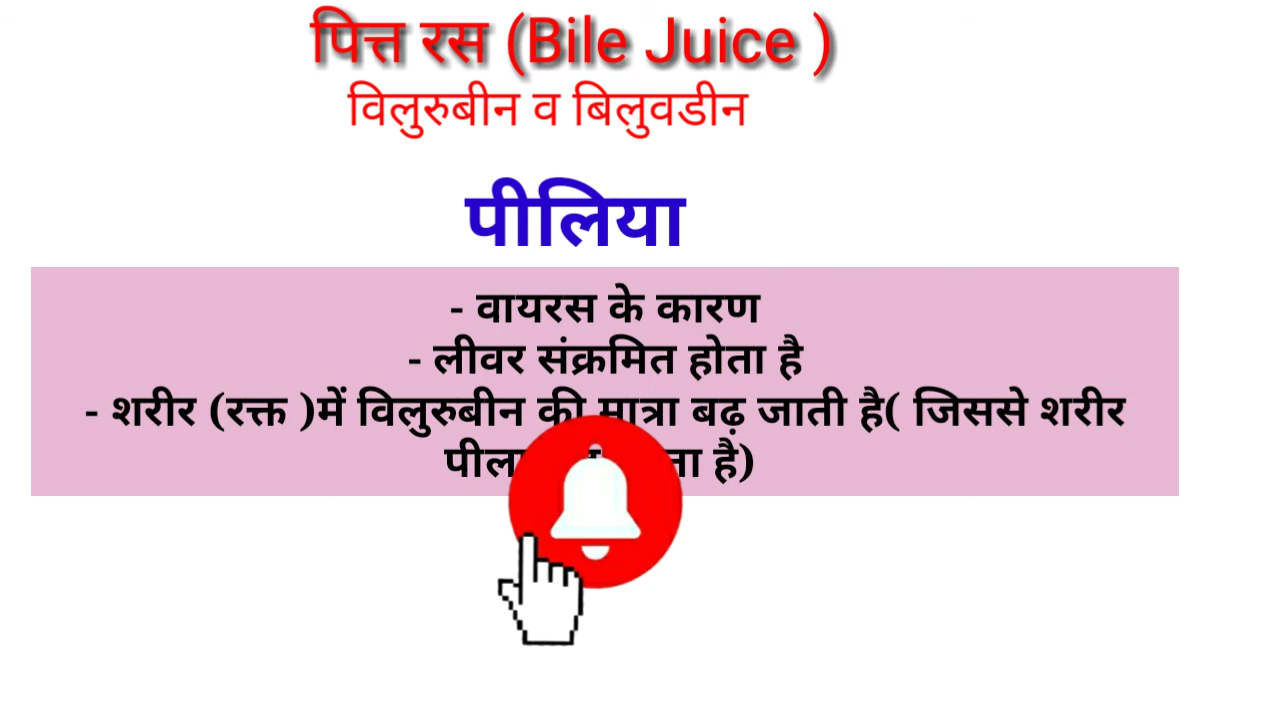 पित्त रस (Bile Juice )
विलुरुबीन व बिलुवडीन
पीलिया
- वायरस के कारण
- लीवर संक्रमित होता है
- शरीर (रक्त )में विलुरुबीन की मात्रा बढ़ जाती है( जिससे शरीर
है)